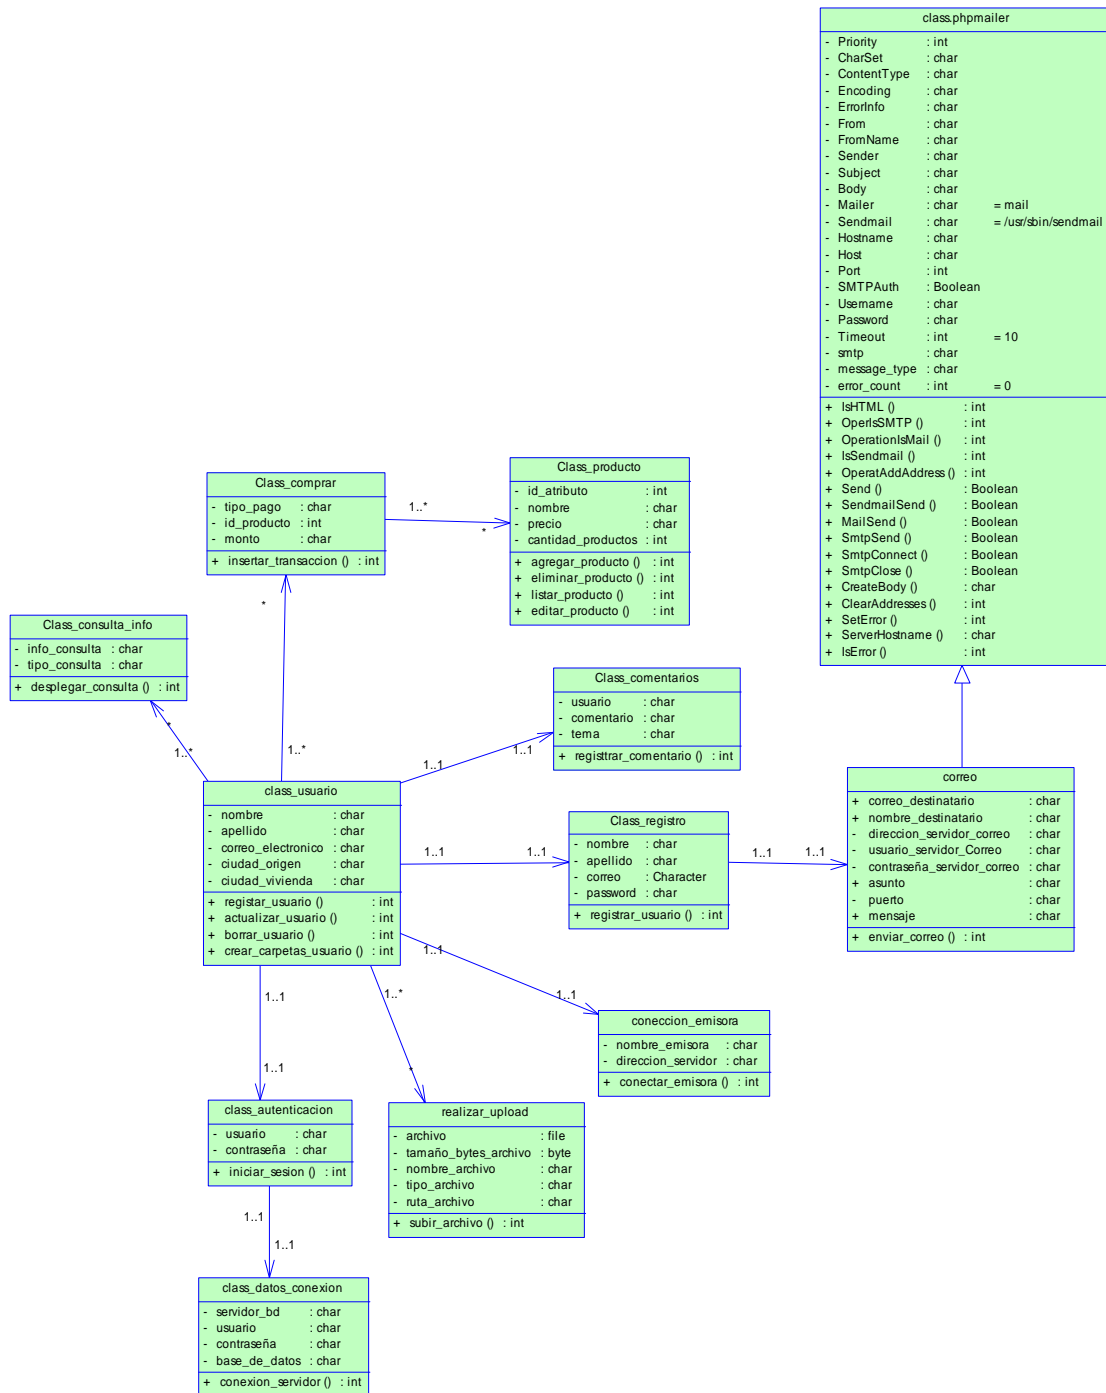 class.phpmailer
- Priority : int
- CharSet : char
- ContentType : char
- Encoding : char
- ErrorInfo : char
- From : char
- FromName : char
- Sender : char
- Subject : char
- Body : char
- Mailer : char = mail
- Sendmail : char = /usr/sbin/sendmail
- Hostname : char
- Host : char
- Port : int
- SMTPAuth : Boolean
- Username : char
- Password : char
- Timeout : int = 10
- smtp : char
- message_type : char
- error_count : int = 0
+ IsHTML () : int
+ OperIsSMTP () : int
+ OperationIsMail () : int
+ IsSendmail () : int
+ OperatAddAddress () : int
+ Send () : Boolean
+ SendmailSend () : Boolean
+ MailSend () : Boolean
+ SmtpSend () : Boolean
+ SmtpConnect () : Boolean
+ SmtpClose () : Boolean
+ CreateBody () : char
+ ClearAddresses () : int
+ SetError () : int
+ ServerHostname () : char
+ IsError () : int
Class_comprar
- tipo_pago : char
- id_producto : int
- monto : char
+ insertar_transaccion () : int
1..*
*
Class_producto
- id_atributo : int
- nombre : char
- precio : char
- cantidad_productos : int
+ agregar_producto () : int
+ eliminar_producto () : int
+ listar_producto () : int
+ editar_producto () : int
*
1..*
Class_consulta_info
- info_consulta : char
- tipo_consulta : char
+ desplegar_consulta () : int
*
1..*
Class_comentarios
- usuario : char
- comentario : char
- tema : char
+ registtrar_comentario () : int
1..1
1..1
class_usuario
- nombre : char
- apellido : char
- correo_electronico : char
- ciudad_origen : char
- ciudad_vivienda : char
+ registar_usuario () : int
+ actualizar_usuario () : int
+ borrar_usuario () : int
+ crear_carpetas_usuario () : int
1..1
1..1
Class_registro
- nombre : char
- apellido : char
- correo : Character
- password : char
+ registrar_usuario () : int
1..1
1..1
correo
+ correo_destinatario : char
+ nombre_destinatario : char
- direccion_servidor_correo : char
- usuario_servidor_Correo : char
- contraseña_servidor_correo : char
+ asunto : char
- puerto : char
+ mensaje : char
+ enviar_correo () : int
1..1
1..1
coneccion_emisora
- nombre_emisora : char
- direccion_servidor : char
+ conectar_emisora () : int
1..*
*
realizar_upload
- archivo : file
- tamaño_bytes_archivo : byte
- nombre_archivo : char
- tipo_archivo : char
- ruta_archivo : char
+ subir_archivo () : int
1..1
1..1
class_autenticacion
- usuario : char
- contraseña : char
+ iniciar_sesion () : int
1..1
1..1
class_datos_conexion
- servidor_bd : char
- usuario : char
- contraseña : char
- base_de_datos : char
+ conexion_servidor () : int